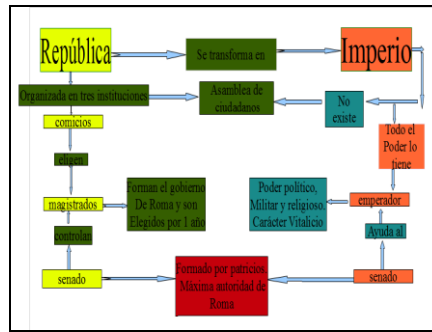 República
Se transforma en
Imperio
Organizada en tres instituciones
Asamblea de
ciudadanos
No
existe
comicios
Todo el
Poder lo
tiene
eligen
magistrados
Forman el gobierno
De Roma y son
Elegidos por 1 año
Poder político,
Militar y religioso.
Carácter Vitalicio
emperador
controlan
Ayuda al
senado
Formado por patricios.
Máxima autoridad de
Roma
senado